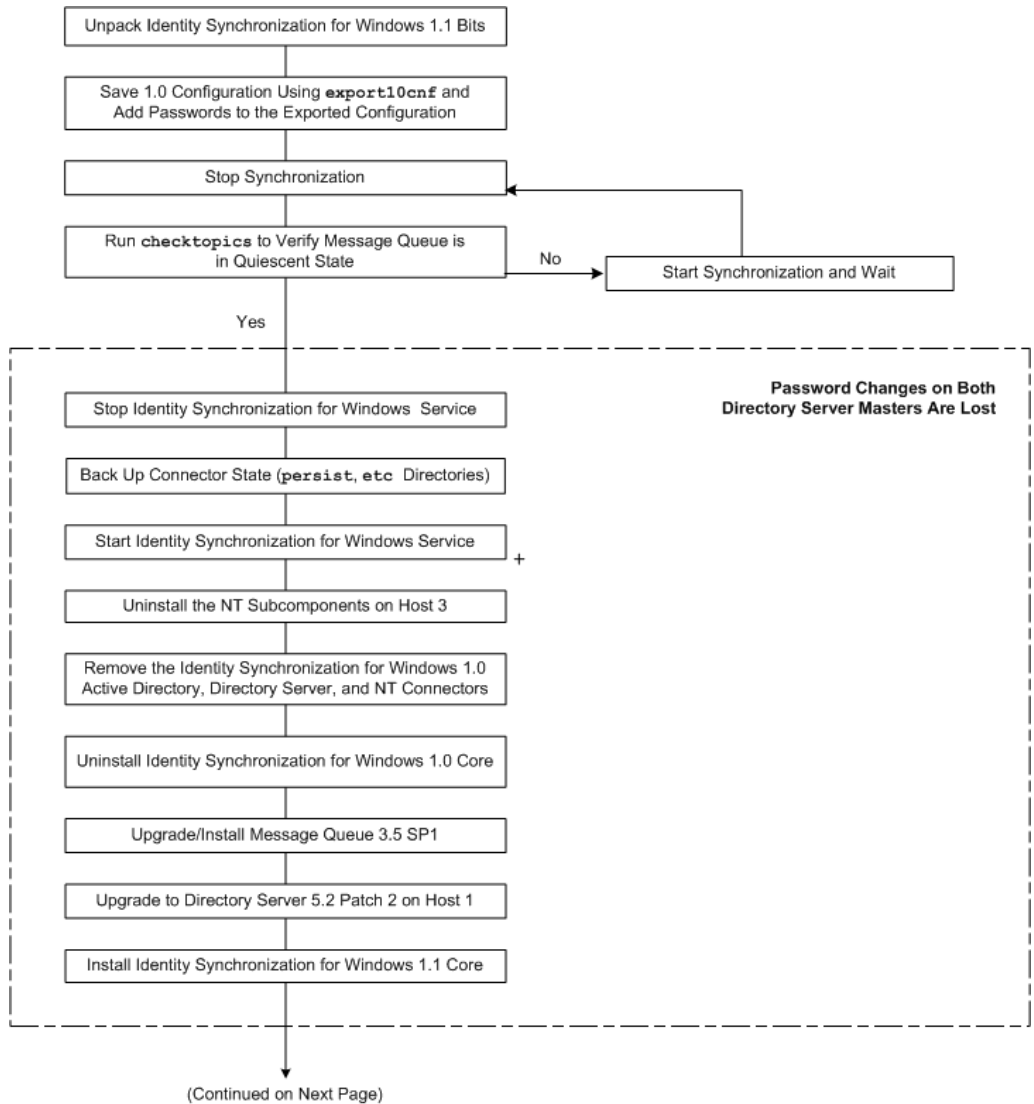 Unpack Identity Synchronization for Windows 1.1 Bits
Save 1.0 Configuration Using export10cnf and
Add Passwords to the Exported Configuration
Stop Synchronization
Run checktopics to Verify Message Queue is
in Quiescent State
No
Start Synchronization and Wait
Yes
Password Changes on Both
Directory Server Masters Are Lost
Stop Identity Synchronization for Windows Service
Back Up Connector State (persist, etc Directories)
Start Identity Synchronization for Windows Service
+
Uninstall the NT Subcomponents on Host 3
Remove the Identity Synchronization for Windows 1.0
Active Directory, Directory Server, and NT Connectors
Uninstall Identity Synchronization for Windows 1.0 Core
Upgrade/Install Message Queue 3.5 SP1
Upgrade to Directory Server 5.2 Patch 2 on Host 1
Install Identity Synchronization for Windows 1.1 Core
(Continued on Next Page)